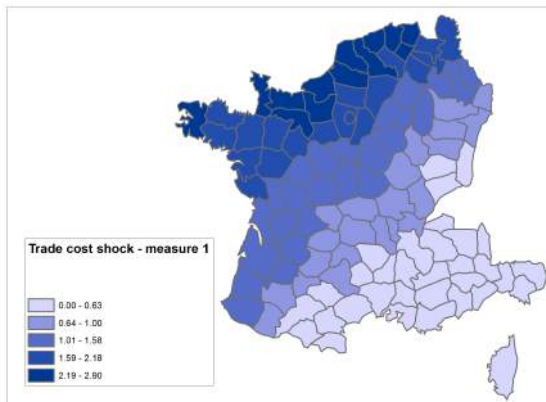 Trade cost shock - measure 1
0.00 - 0.63
0.64 - 1.00
1.01 - 1.58
1.59 - 2.18
2.19 - 2.90